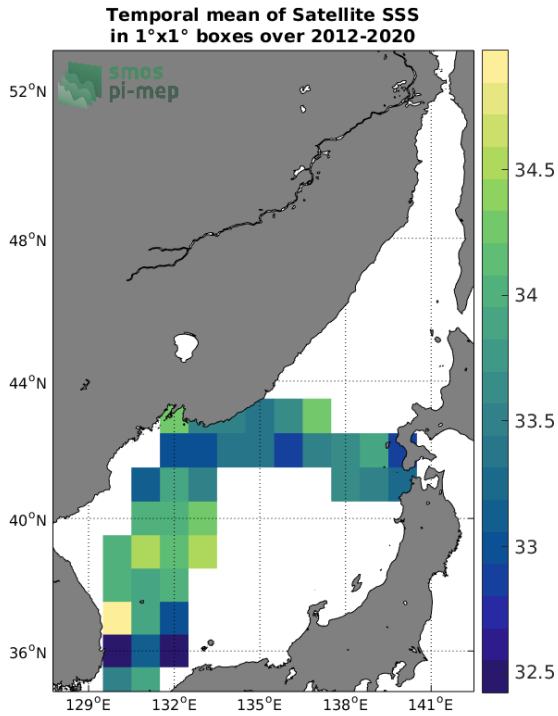 Temporal mean of Satellite SSS
in 1°x1° boxes over 2012-2020
smos
pi-mep
52°N
48°N
44°N
40°N
36°N
129°E
132°E
135°E
138°E
141°E
34.5
34
33.5
33
32.5